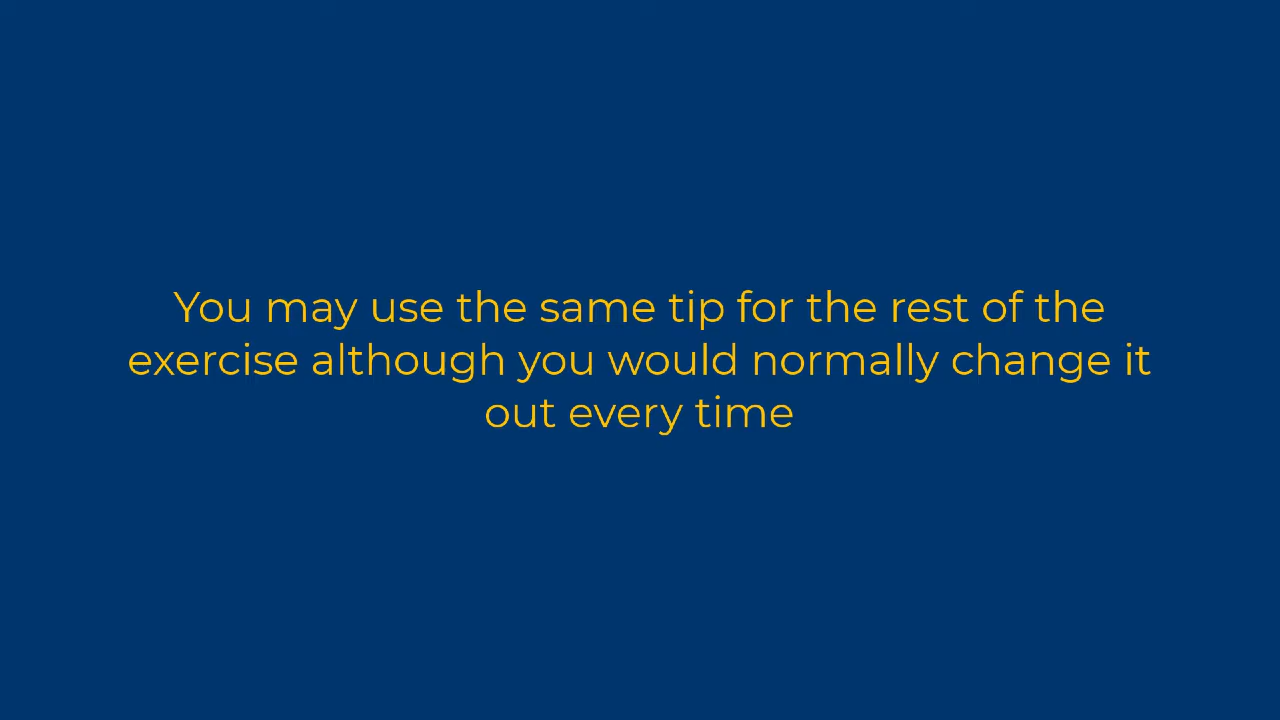 You may use the same tip for the rest of the
exercise although you would normally change it
out every time